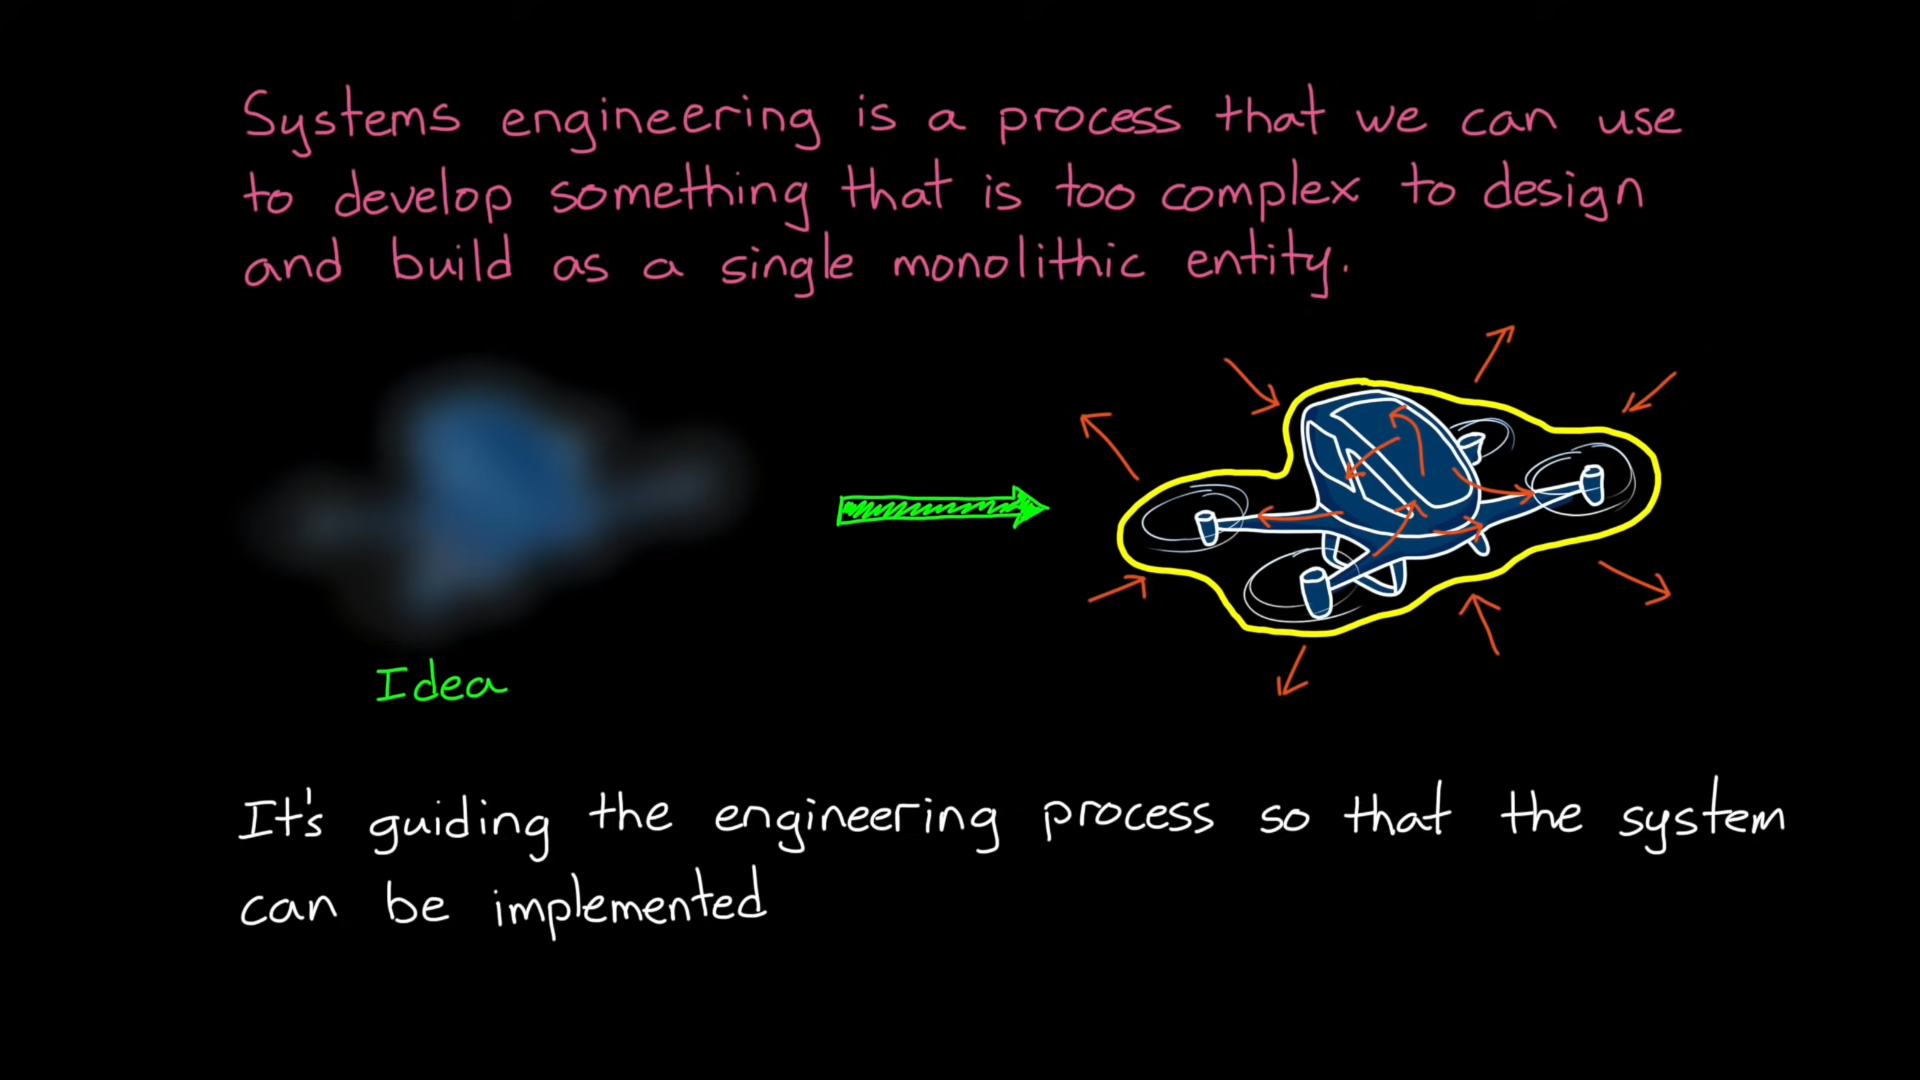 Systems engineering is a process that we can use
to develop something that is too complex to design
and build as a single monolithic entity.
Idea
It's guiding the engineering process so that the system
can be implemented